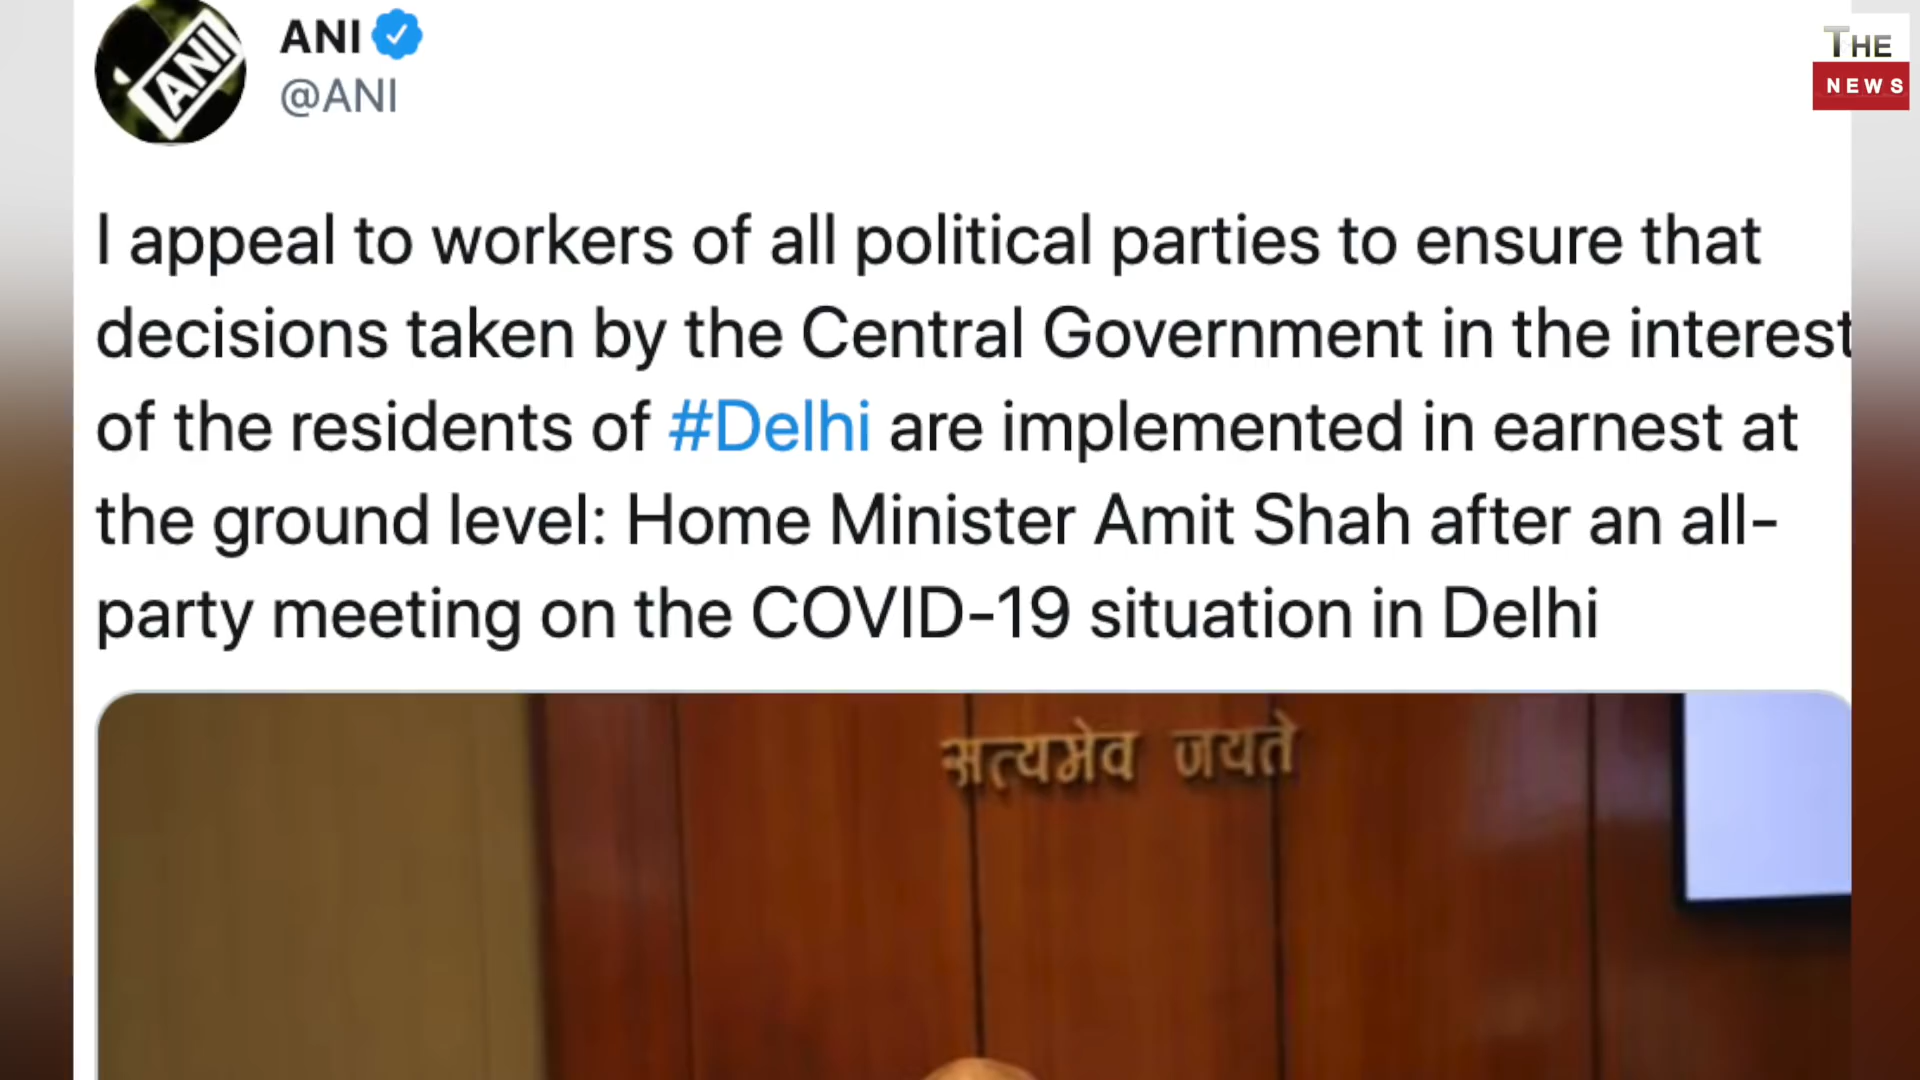 ANI
ANI
@ANI
THE
NEWS
I appeal to workers of all political parties to ensure that
decisions taken by the Central Government in the interest
of the residents of #Delhi are implemented in earnest at
the ground level: Home Minister Amit Shah after an all-
party meeting on the COVID-19 situation in Delhi
सत्यमेव जयते